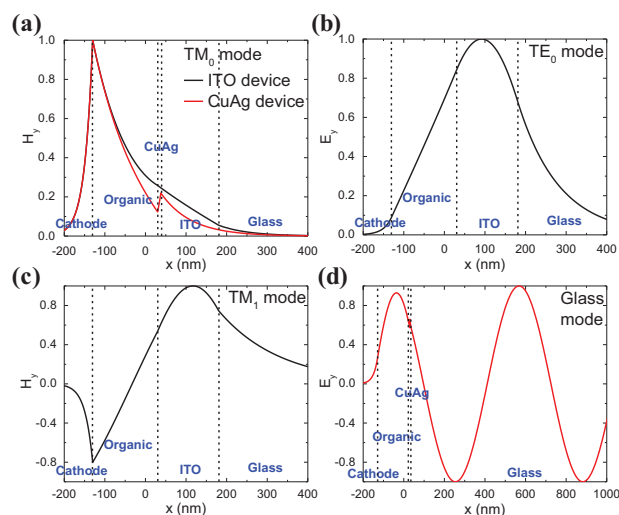 (a)
TM0 mode
ITO device
CuAg device
CuAg
Organic
Cathode
ITO
Glass
Hy
1.0
0.8
0.6
0.4
0.2
0.0
-200 -100 0 100 200 300 400
x (nm)
(b)
TE0 mode
Organic
Cathode
ITO
Glass
Ey
1.0
0.8
0.6
0.4
0.2
0.0
-200 -100 0 100 200 300 400
x (nm)
(c)
TM1 mode
Organic
Cathode
ITO
Glass
Hy
0.8
0.4
0.0
-0.4
-0.8
-200 -100 0 100 200 300 400
x (nm)
(d)
Glass
mode
CuAg
Organic
Cathode
Glass
Ey
0.8
0.4
0.0
-0.4
-0.8
-200 0 200 400 600 800 1000
x (nm)